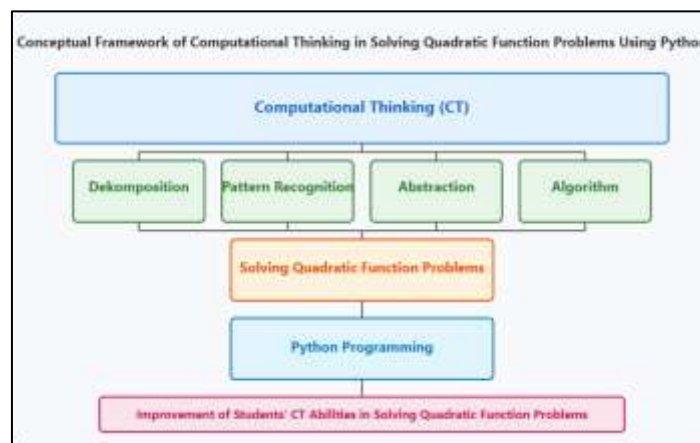 Conceptual Framework of Computational Thinking in Solving Quadratic Function Problems Using Pytho
Computational Thinking (CT)
Dekomposition
Pattern Recognition
Abstraction
Algorithm
Solving Quadratic Function Problems
Python Programming
Improvement of Students' CT Abilities in Solving Quadratic Function Problems